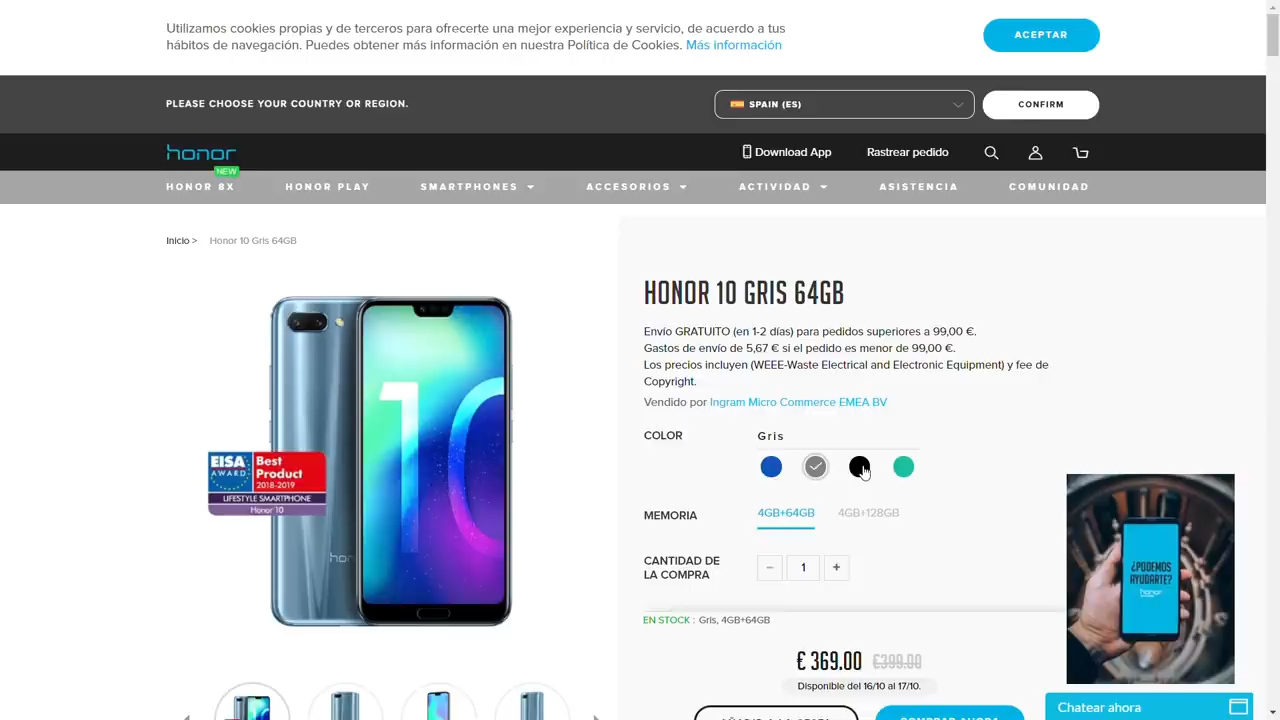 Utilizamos cookies propias y de terceros para ofrecerte una mejor experiencia y servicio, de acuerdo a tus
hábitos de navegación. Puedes obtener más información en nuestra Política de Cookies. Más información
ACEPTAR
PLEASE CHOOSE YOUR COUNTRY OR REGION.
SPAIN (ES)
CONFIRM
honor
Download App
Rastrear pedido
NEW
HONOR 8X
HONOR PLAY
SMARTPHONES
ACCESORIOS
ACTIVIDAD
ASISTENCIA
COMUNIDAD
Inicio >
Honor 10 Gris 64GB
HONOR 10 GRIS 64GB
Envío GRATUITO (en 1-2 días) para pedidos superiores a 99,00 €.
Gastos de envío de 5,67 € si el pedido es menor de 99,00 €.
Los precios incluyen (WEEE-Waste Electrical and Electronic Equipment) y fee de
Copyright.
Vendido por Ingram Micro Commerce EMEA BV
COLOR
Gris
MEMORIA
4GB+64GB
4GB+128GB
CANTIDAD DE
LA COMPRA
− 1 +
EN STOCK : Gris, 4GB+64GB
€ 369.00 €399.00
Disponible del 16/10 al 17/10.
10
EISA
AWARD
Best
Product
2018-2019
LIFESTYLE SMARTPHONE
Honor 10
hon
¿PODEMOS
AYUDARTE?
honor
Chatear ahora